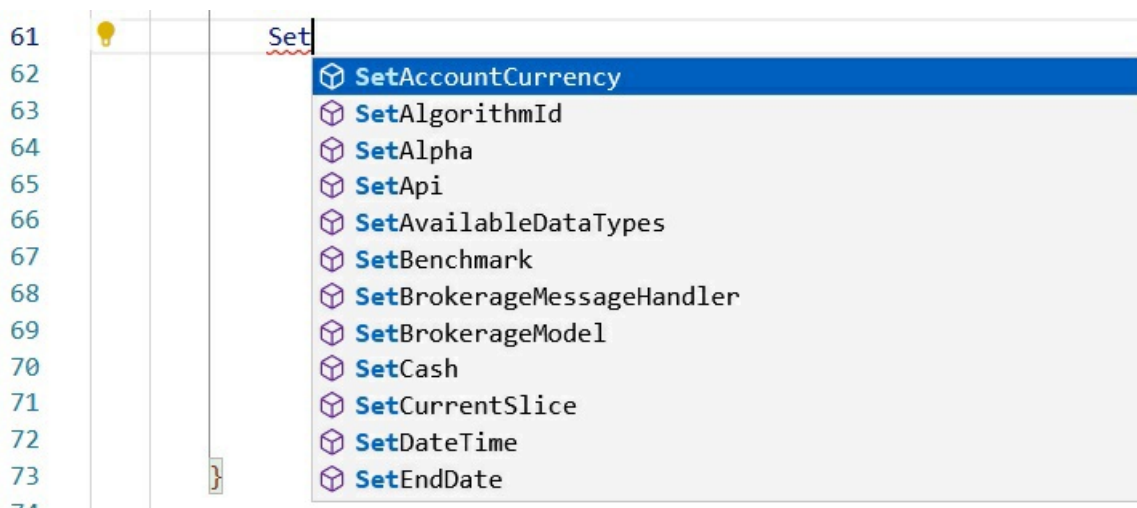 61 Set
62 SetAccountCurrency
63 SetAlgorithmId
64 SetAlpha
65 SetApi
66 SetAvailableDataTypes
67 SetBenchmark
68 SetBrokerageMessageHandler
69 SetBrokerageModel
70 SetCash
71 SetCurrentSlice
72 SetDateTime
73 } SetEndDate